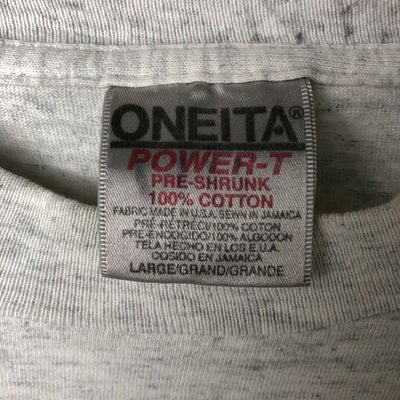 ONEITA®
POWER-T
PRE-SHRUNK
100% COTTON
FABRIC MADE IN U.S.A. SEWN IN JAMAICA
PRE-RETRECI/100% COTON
PRE-ENCOGIDO/100% ALGODON
TELA HECHO EN LOS E.U.A.
COSIDO EN JAMAICA
LARGE/GRAND/GRANDE